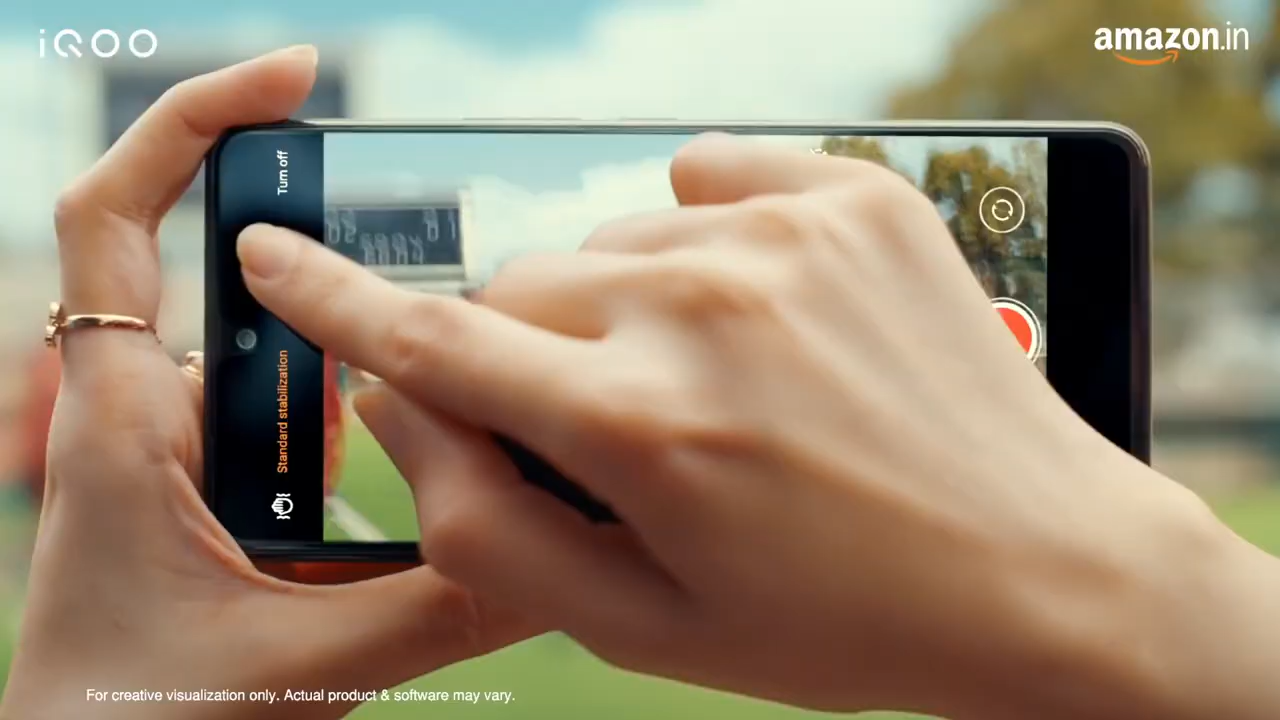 iQOO
amazon.in
Turn off
Standard stabilization
For creative visualization only. Actual product & software may vary.